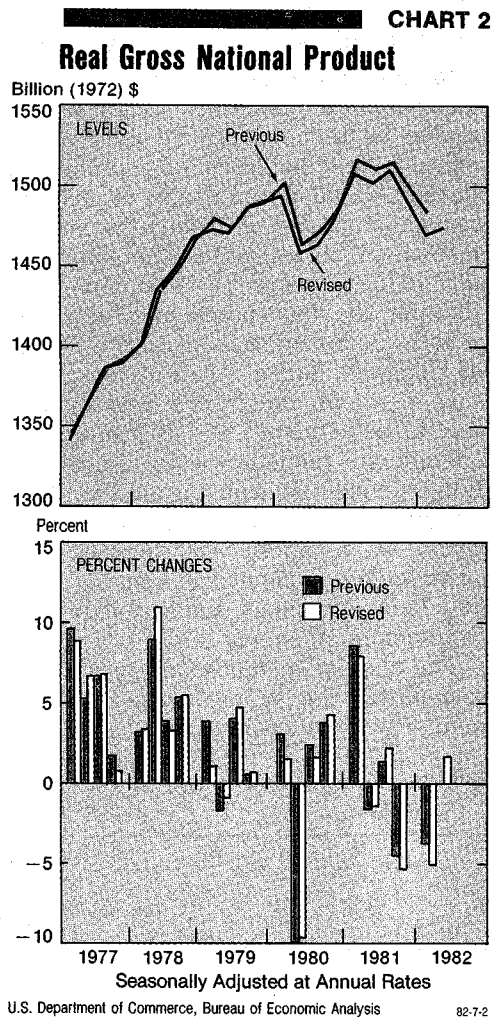 CHART 2
Real Gross National Product
Billion (1972) $
1550
LEVELS
Previous
1500
1450
Revised
1400
1350
1300
Percent
15
PERCENT CHANGES
Previous
Revised
10
5
0
–5
–10
1977 1978 1979 1980 1981 1982
Seasonally Adjusted at Annual Rates
U.S. Department of Commerce, Bureau of Economic Analysis 82-7-2